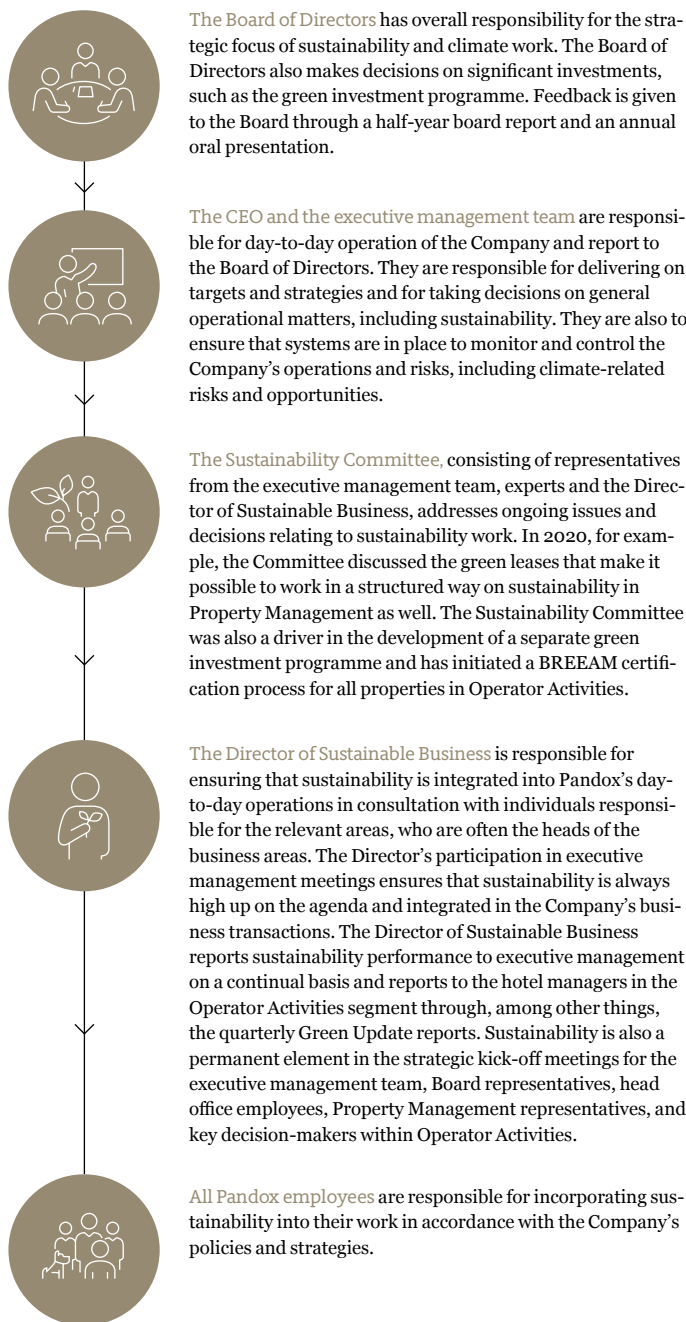 The Board of Directors has overall responsibility for the stra-
tegic focus of sustainability and climate work. The Board of
Directors also makes decisions on significant investments,
such as the green investment programme. Feedback is given
to the Board through a half-year board report and an annual
oral presentation.
The CEO and the executive management team are responsi-
ble for day-to-day operation of the Company and report to
the Board of Directors. They are responsible for delivering on
targets and strategies and for taking decisions on general
operational matters, including sustainability. They are also to
ensure that systems are in place to monitor and control the
Company's operations and risks, including climate-related
risks and opportunities.
The Sustainability Committee, consisting of representatives
from the executive management team, experts and the Direc-
tor of Sustainable Business, addresses ongoing issues and
decisions relating to sustainability work. In 2020, for exam-
ple, the Committee discussed the green leases that make it
possible to work in a structured way on sustainability in
Property Management as well. The Sustainability Committee
was also a driver in the development of a separate green
investment programme and has initiated a BREEAM certifi-
cation process for all properties in Operator Activities.
The Director of Sustainable Business is responsible for
ensuring that sustainability is integrated into Pandox's day-
to-day operations in consultation with individuals responsi-
ble for the relevant areas, who are often the heads of the
business areas. The Director's participation in executive
management meetings ensures that sustainability is always
high up on the agenda and integrated in the Company's busi-
ness transactions. The Director of Sustainable Business
reports sustainability performance to executive management
on a continual basis and reports to the hotel managers in the
Operator Activities segment through, among other things,
the quarterly Green Update reports. Sustainability is also a
permanent element in the strategic kick-off meetings for the
executive management team, Board representatives, head
office employees, Property Management representatives, and
key decision-makers within Operator Activities.
All Pandox employees are responsible for incorporating sus-
tainability into their work in accordance with the Company's
policies and strategies.